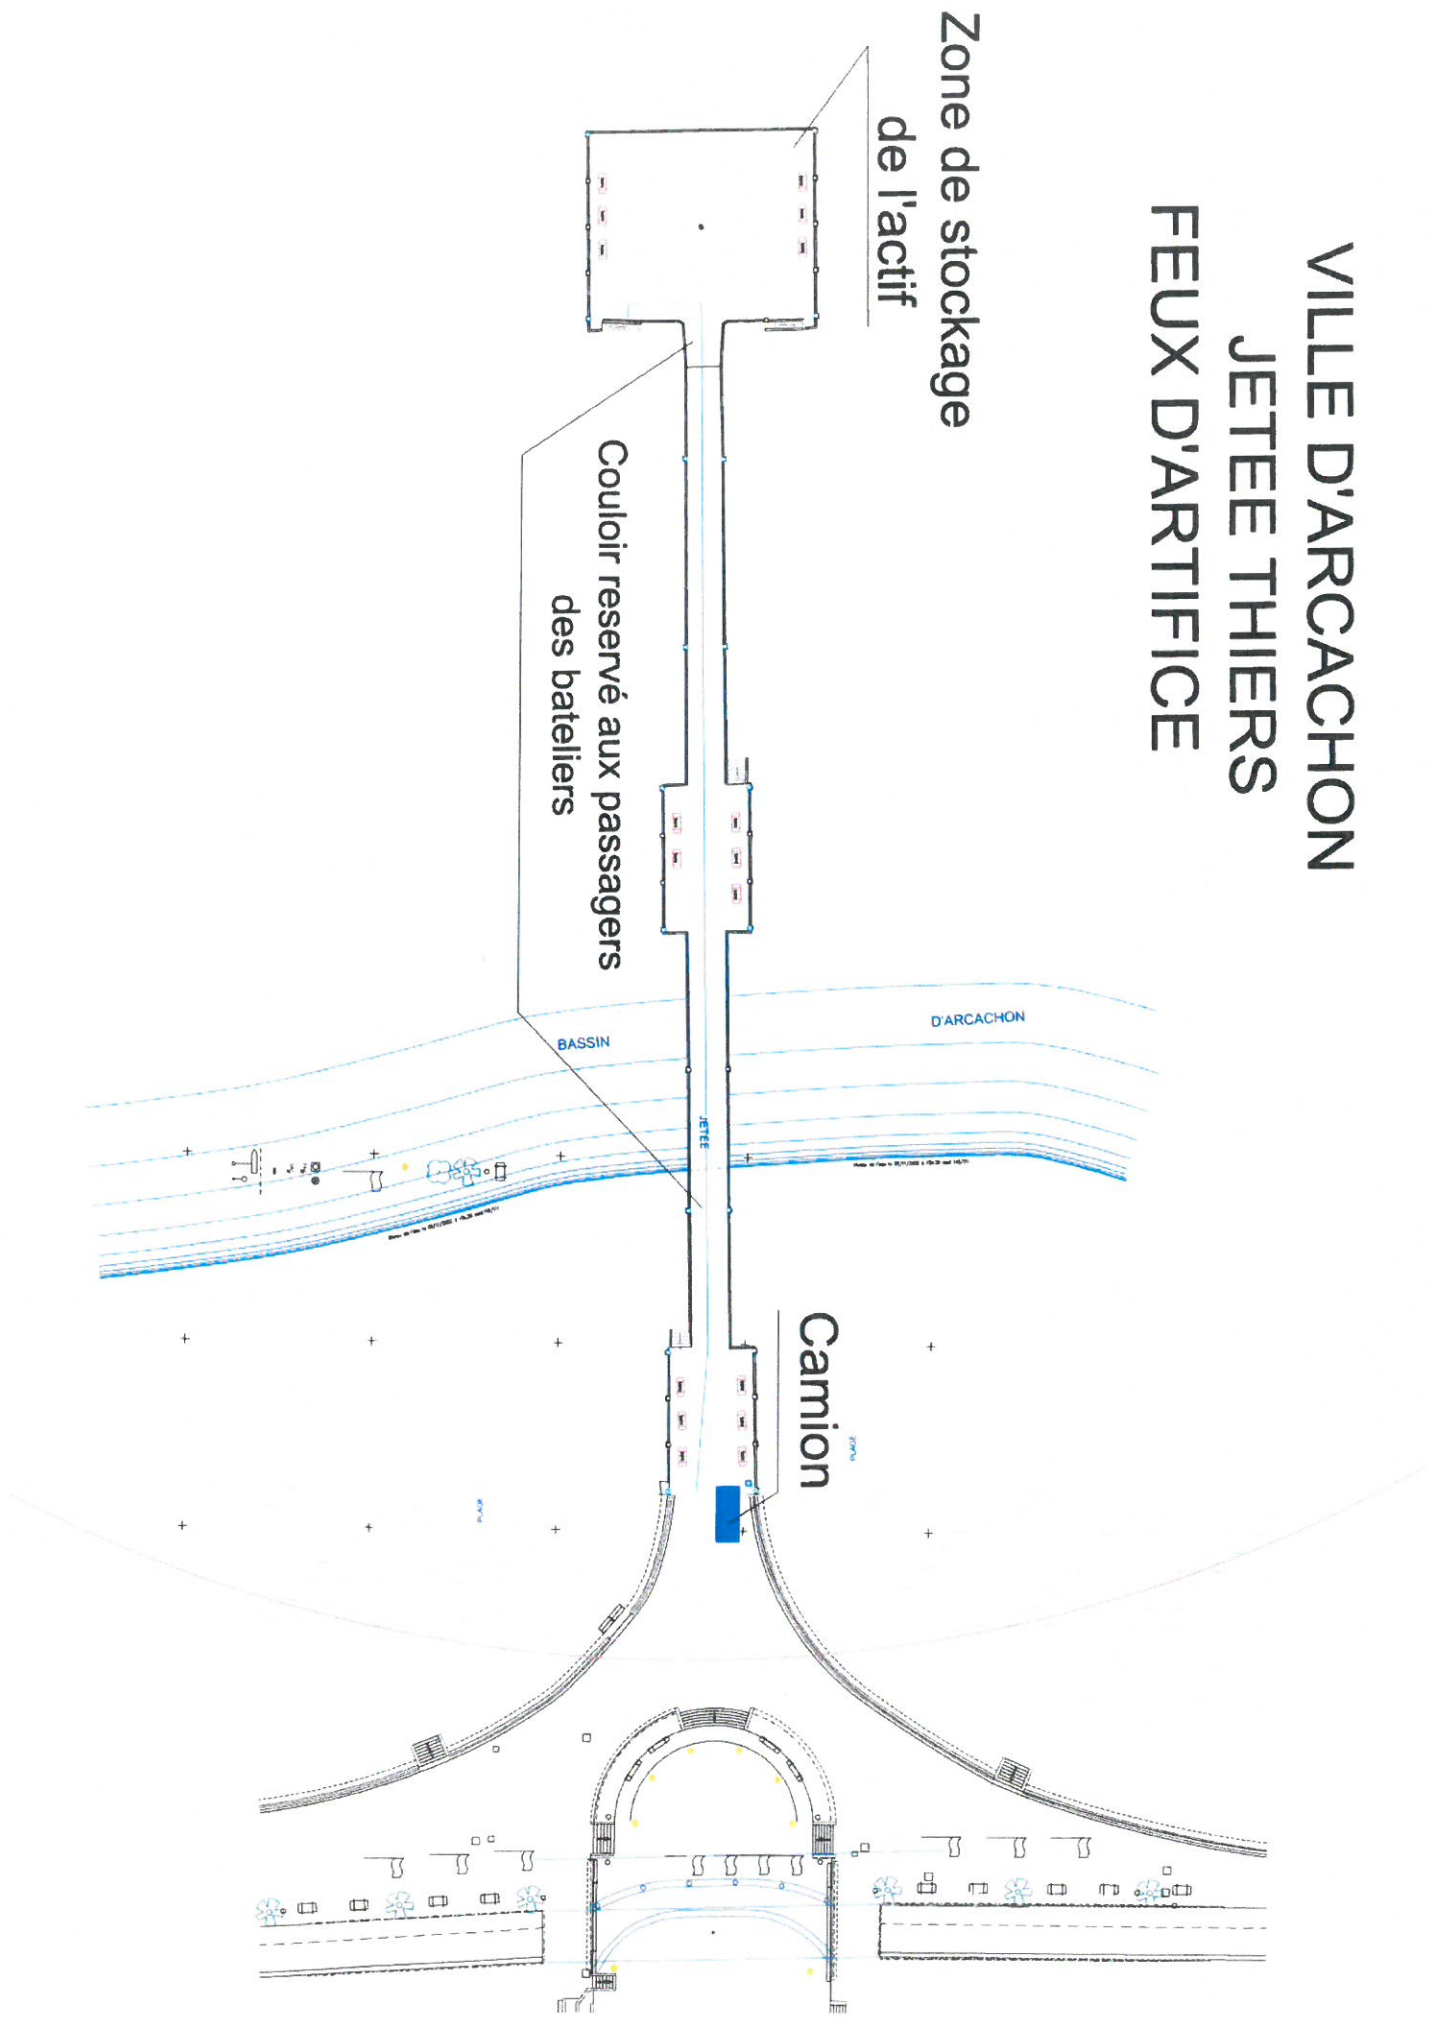 VILLE D'ARCACHON
JETEE THIERS
FEUX D'ARTIFICE
Zone de stockage
de l'actif
Couloir reservé aux passagers
des bateliers
BASSIN
D'ARCACHON
JETEE
Camion
PLAGE
PLAGE